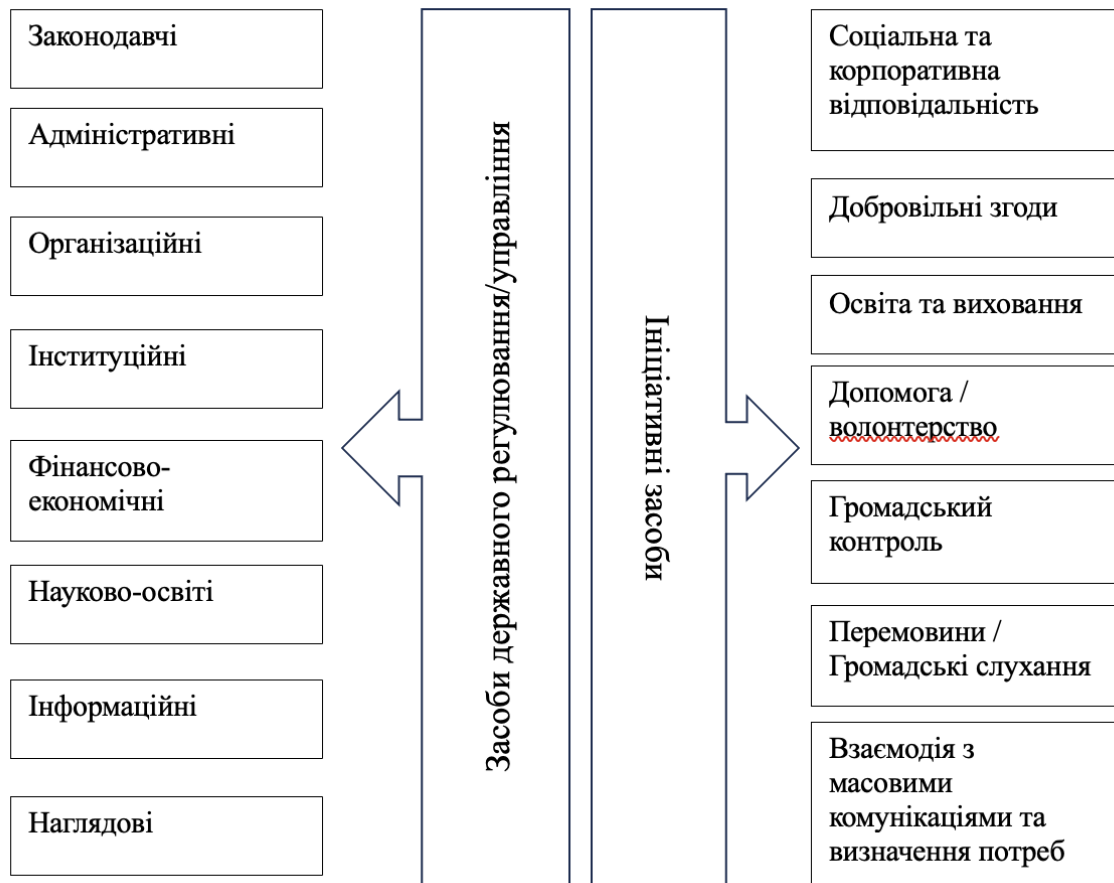 Законодавчі
Адміністративні
Організаційні
Інституційні
Фінансово-
економічні
Науково-освіті
Інформаційні
Наглядові
Засоби державного регулювання/управління
Ініціативні засоби
Соціальна та
корпоративна
відповідальність
Добровільні згоди
Освіта та виховання
Допомога /
волонтерство
Громадський
контроль
Перемовини /
Громадські слухання
Взаємодія з
масовими
комунікаціями та
визначення потреб